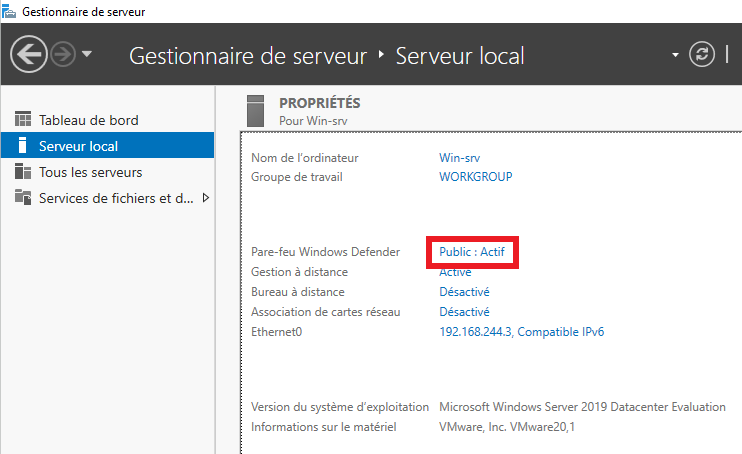 Gestionnaire de serveur
Gestionnaire de serveur ‣ Serveur local
Tableau de bord
Serveur local
Tous les serveurs
Services de fichiers et d...
PROPRIÉTÉS
Pour Win-srv
Nom de l'ordinateur Win-srv
Groupe de travail WORKGROUP
Pare-feu Windows Defender Public : Actif
Gestion à distance Activé
Bureau à distance Désactivé
Association de cartes réseau Désactivé
Ethernet0 192.168.244.3, Compatible IPv6
Version du système d'exploitation Microsoft Windows Server 2019 Datacenter Evaluation
Informations sur le matériel VMware, Inc. VMware20,1